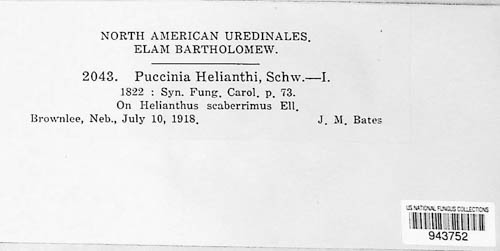 NORTH AMERICAN UREDINALES.
ELAM BARTHOLOMEW.
2043. Puccinia Helianthi, Schw.—I.
1822 : Syn. Fung. Carol. p. 73.
On Helianthus scaberrimus Ell.
Brownlee, Neb., July 10, 1918. J. M. Bates
US NATIONAL FUNGUS COLLECTIONS
943752